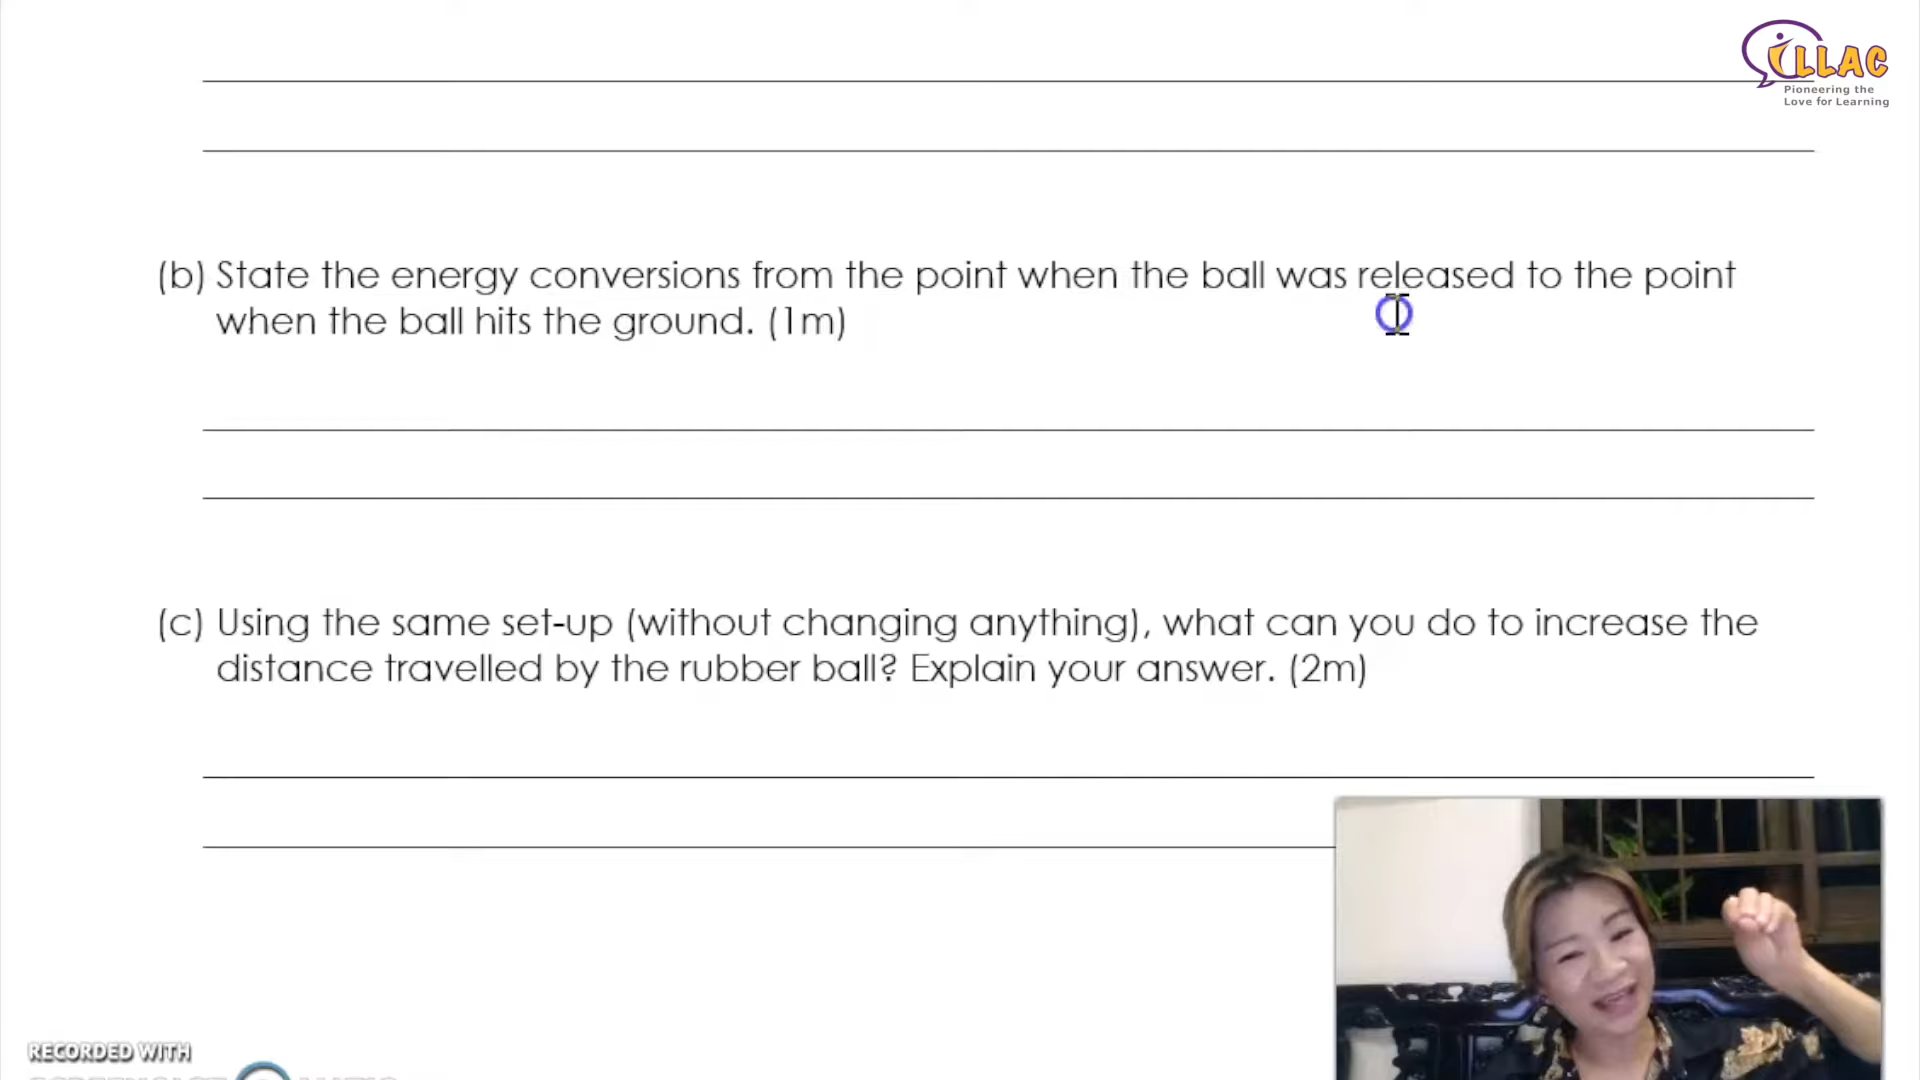 iLLAC
Pioneering the
Love for Learning
(b) State the energy conversions from the point when the ball was released to the point
when the ball hits the ground. (1m)
(c) Using the same set-up (without changing anything), what can you do to increase the
distance travelled by the rubber ball? Explain your answer. (2m)
RECORDED WITH